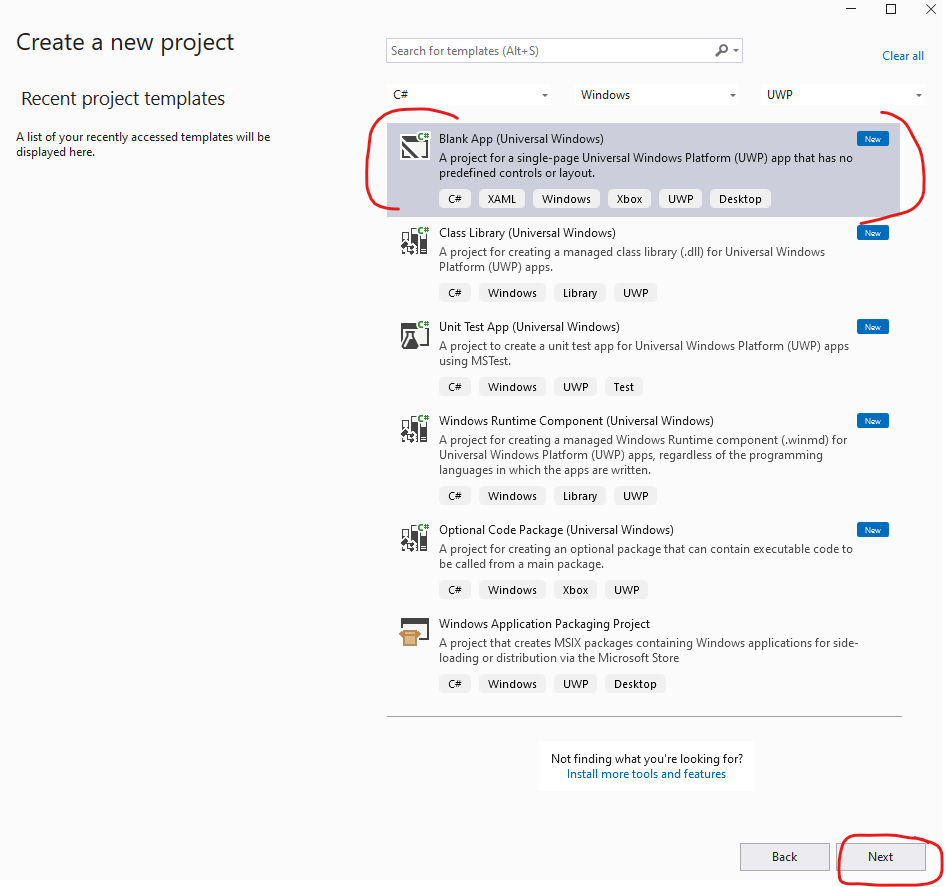 Create a new project
Search for templates (Alt+S)
Clear all
Recent project templates
C#
Windows
UWP
A list of your recently accessed templates will be
displayed here.
C#
Blank App (Universal Windows)
New
A project for a single-page Universal Windows Platform (UWP) app that has no
predefined controls or layout.
C# XAML Windows Xbox UWP Desktop
C#
Class Library (Universal Windows)
New
A project for creating a managed class library (.dll) for Universal Windows
Platform (UWP) apps.
C# Windows Library UWP
C#
Unit Test App (Universal Windows)
New
A project to create a unit test app for Universal Windows Platform (UWP) apps
using MSTest.
C# Windows UWP Test
C#
Windows Runtime Component (Universal Windows)
New
A project for creating a managed Windows Runtime component (.winmd) for
Universal Windows Platform (UWP) apps, regardless of the programming
languages in which the apps are written.
C# Windows Library UWP
C#
Optional Code Package (Universal Windows)
New
A project for creating an optional package that can contain executable code to
be called from a main package.
C# Windows Xbox UWP
Windows Application Packaging Project
A project that creates MSIX packages containing Windows applications for side-
loading or distribution via the Microsoft Store
C# Windows UWP Desktop
Not finding what you're looking for?
Install more tools and features
Back
Next